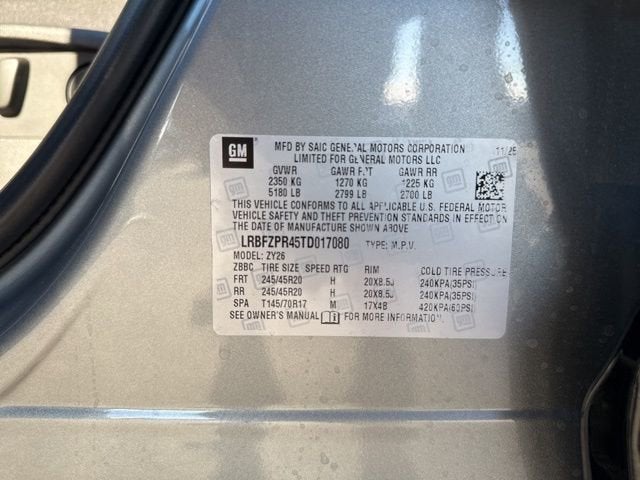 GM
MFD BY SAIC GENERAL MOTORS CORPORATION
LIMITED FOR GENERAL MOTORS LLC
11/25
GVWR GAWR FRT GAWR RR
2350 KG 1270 KG 1225 KG
5180 LB 2799 LB 2700 LB
THIS VEHICLE CONFORMS TO ALL APPLICABLE U.S. FEDERAL MOTOR
VEHICLE SAFETY AND THEFT PREVENTION STANDARDS IN EFFECT ON
THE DATE OF MANUFACTURE SHOWN ABOVE
LRBFZPR45TD017080 TYPE: M.P.V.
MODEL: ZY26
ZBBC TIRE SIZE SPEED RTG RIM COLD TIRE PRESSURE
FRT 245/45R20 H 20X8.5J 240KPA(35PSI)
RR 245/45R20 H 20X8.5J 240KPA(35PSI)
SPA T145/70R17 M 17X4B 420KPA(60PSI)
SEE OWNER'S MANUAL FOR MORE INFORMATION.